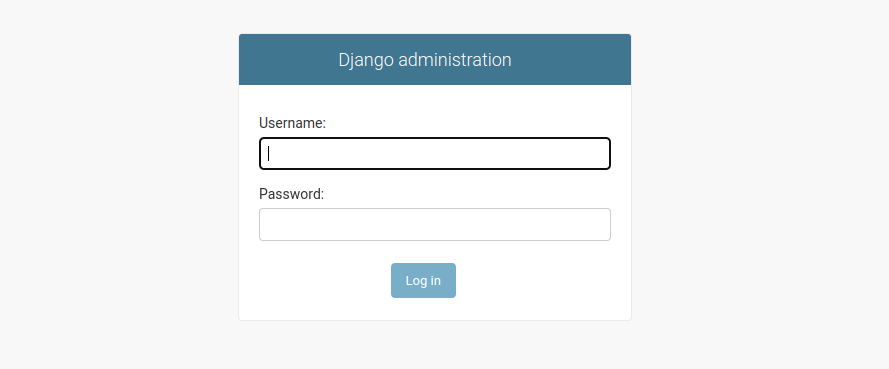 Django administration
Username:
Password:
Log in